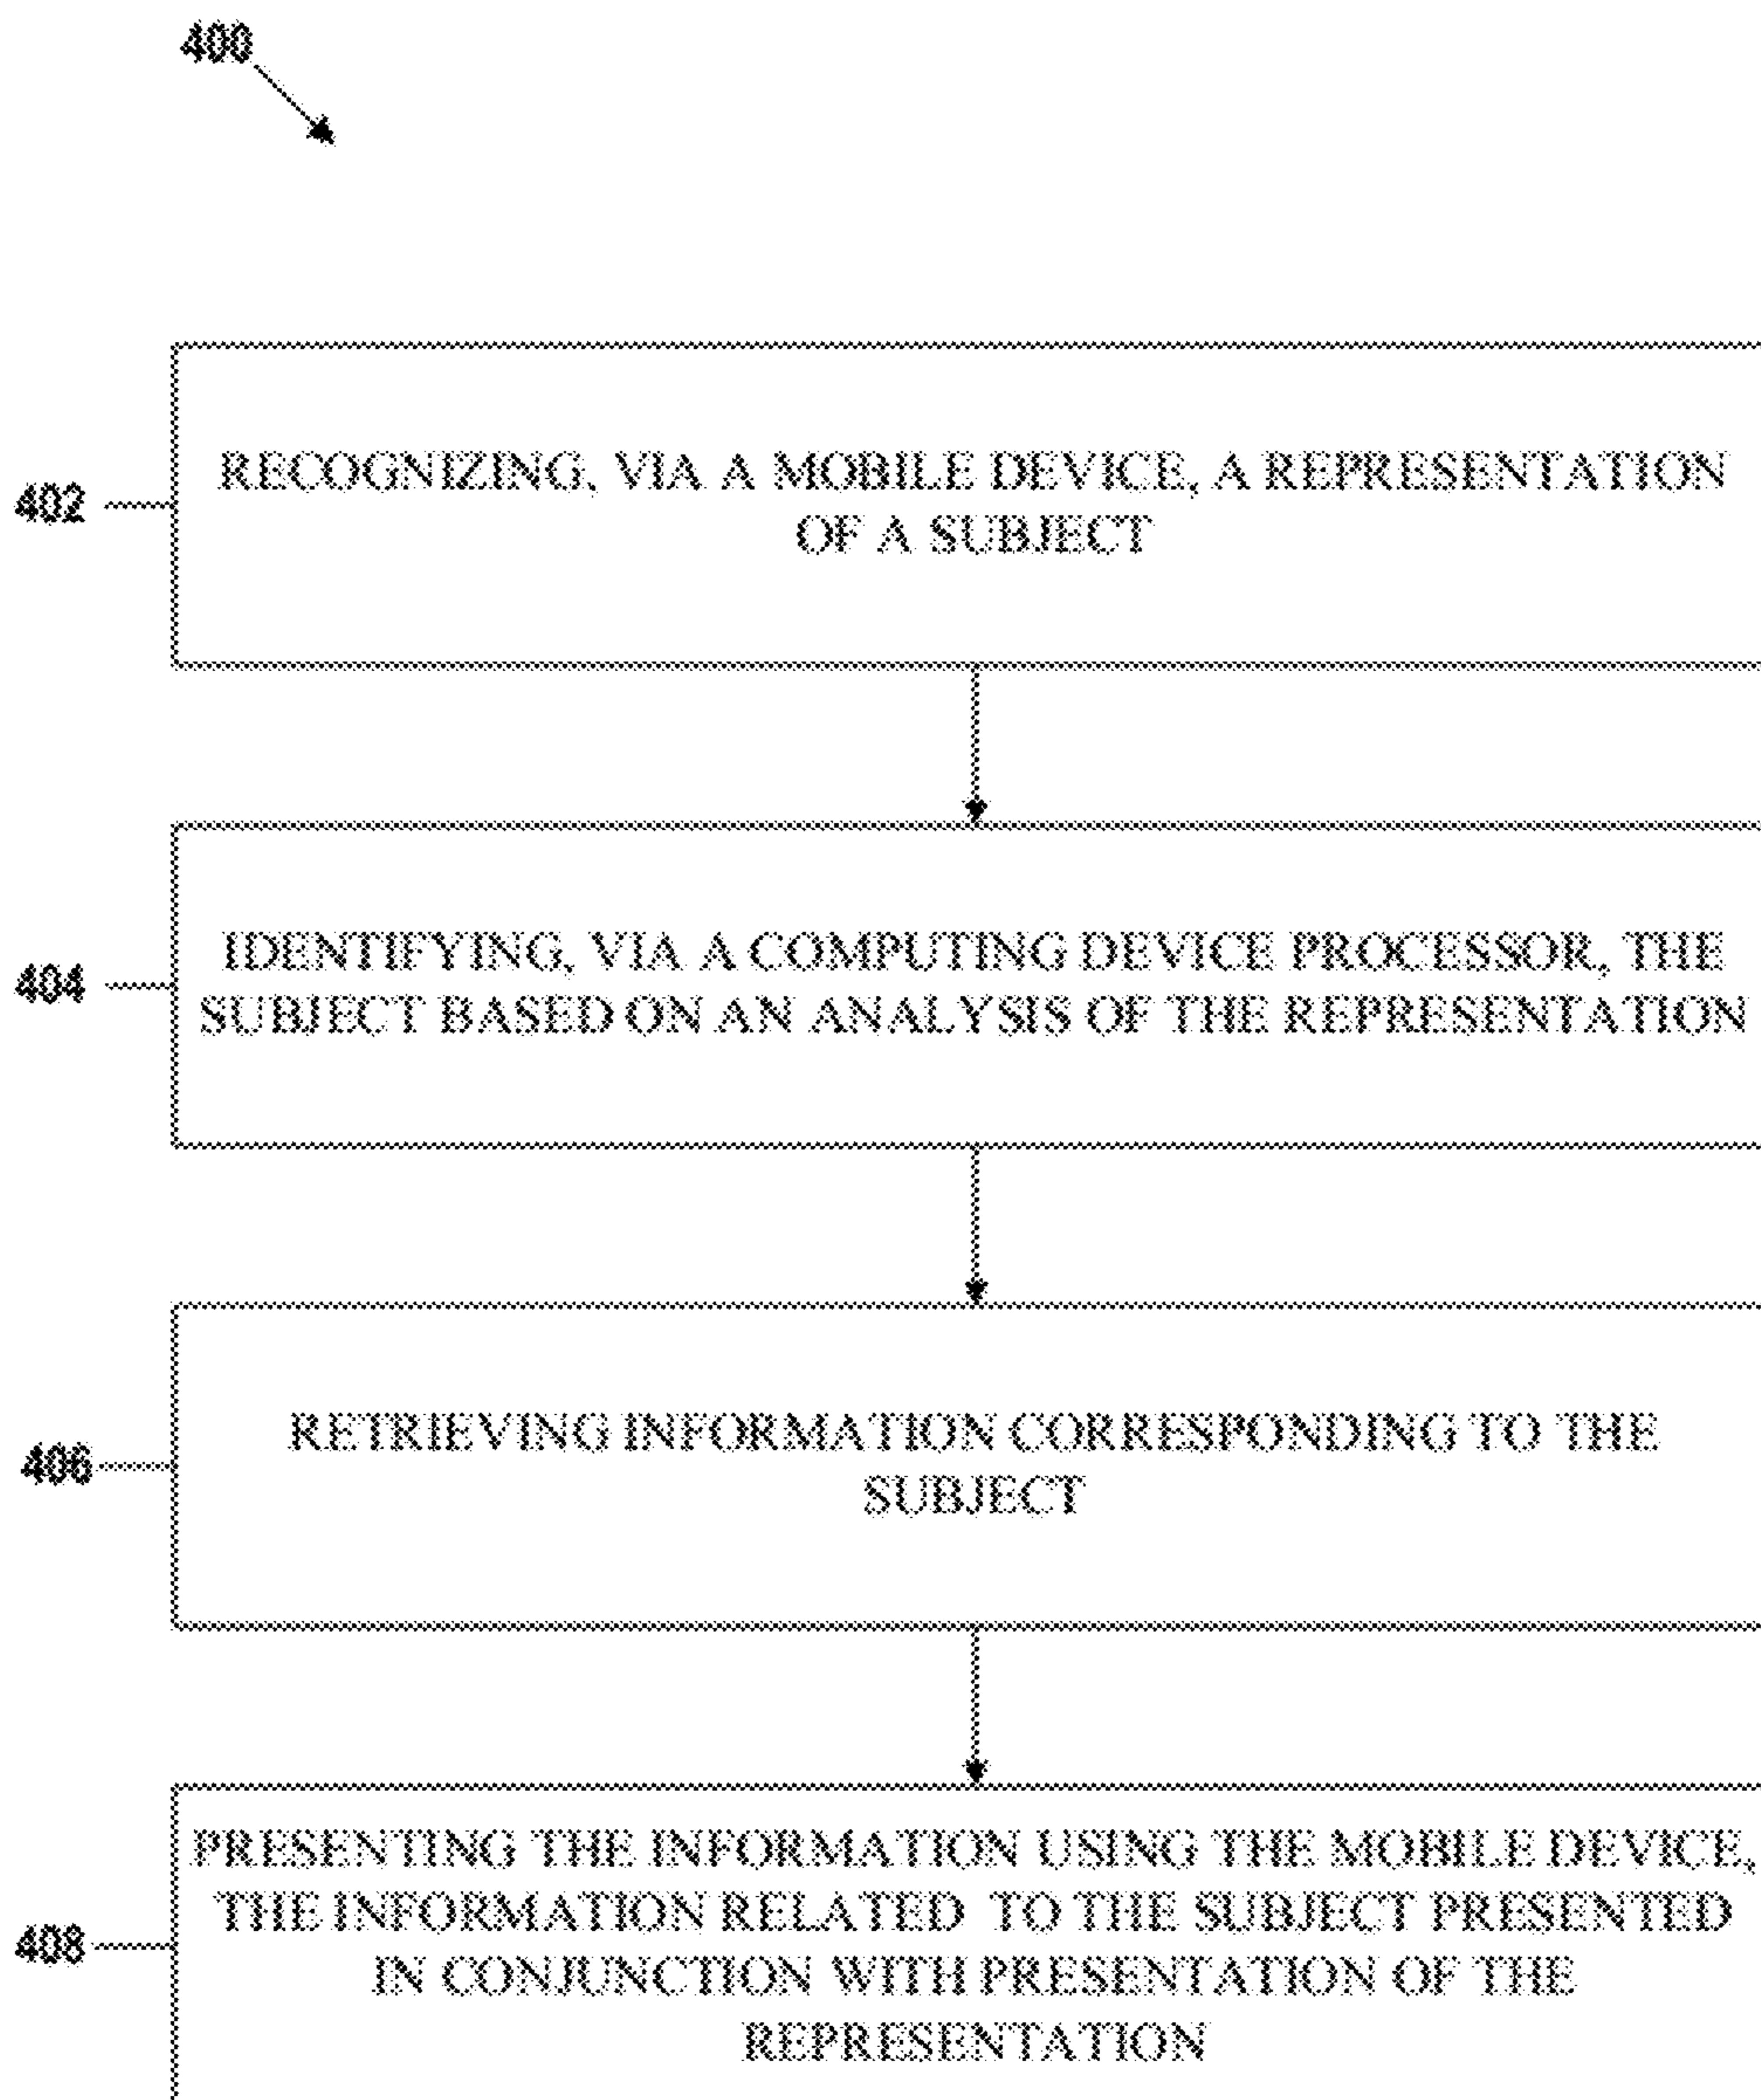 400
402
RECOGNIZING, VIA A MOBILE DEVICE, A REPRESENTATION
OF A SUBJECT
404
IDENTIFYING, VIA A COMPUTING DEVICE PROCESSOR, THE
SUBJECT BASED ON AN ANALYSIS OF THE REPRESENTATION
406
RETRIEVING INFORMATION CORRESPONDING TO THE
SUBJECT
408
PRESENTING THE INFORMATION USING THE MOBILE DEVICE,
THE INFORMATION RELATED TO THE SUBJECT PRESENTED
IN CONJUNCTION WITH PRESENTATION OF THE
REPRESENTATION